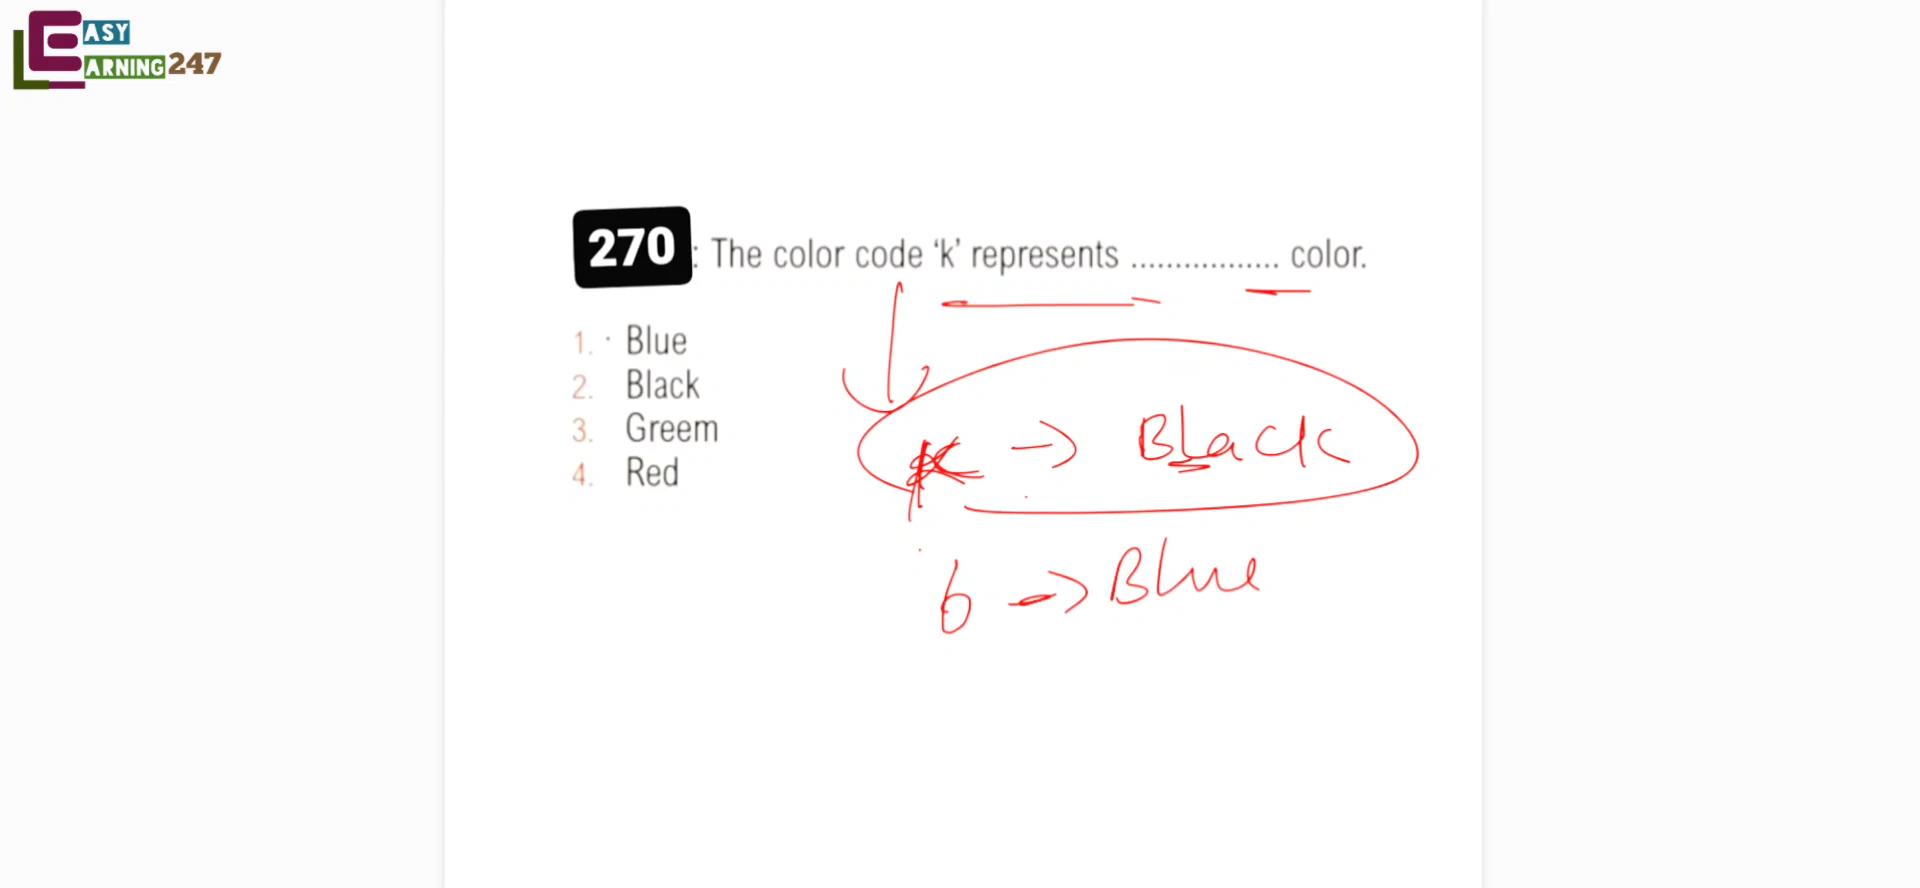 EASY
EARNING247
270 : The color code ‘k’ represents ................. color.
1. Blue
2. Black
3. Greem
4. Red
k → Black
b → Blue